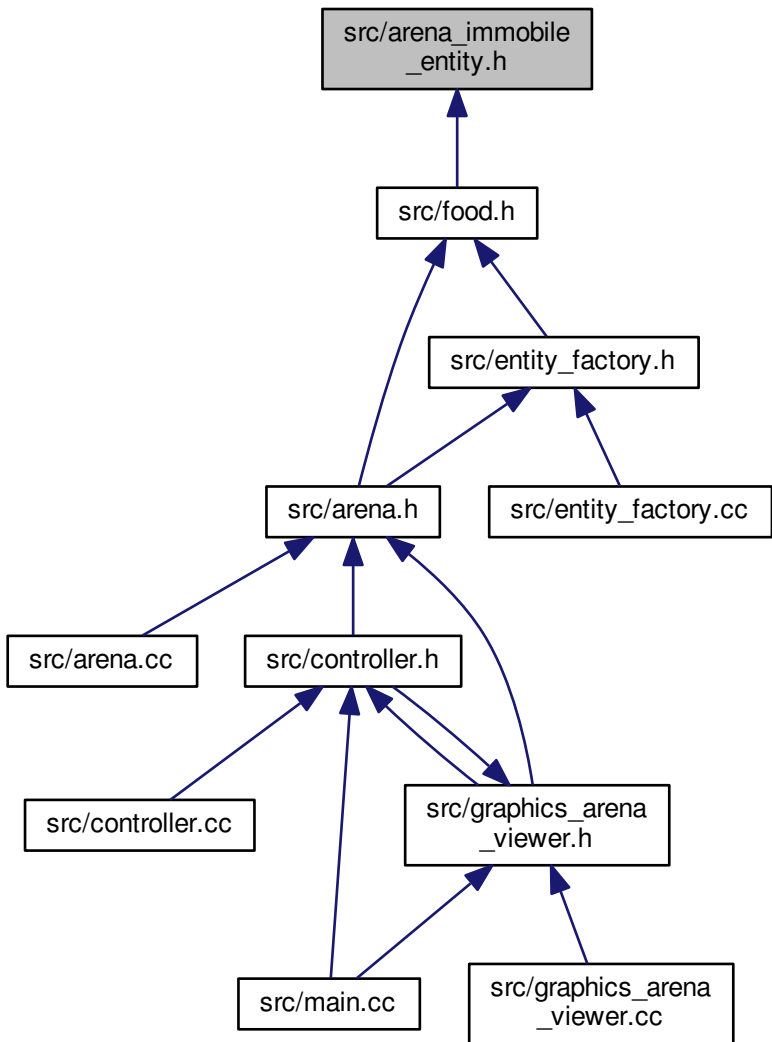 src/arena_immobile
_entity.h
src/food.h
src/entity_factory.h
src/arena.h
src/entity_factory.cc
src/arena.cc
src/controller.h
src/controller.cc
src/graphics_arena
_viewer.h
src/main.cc
src/graphics_arena
_viewer.cc